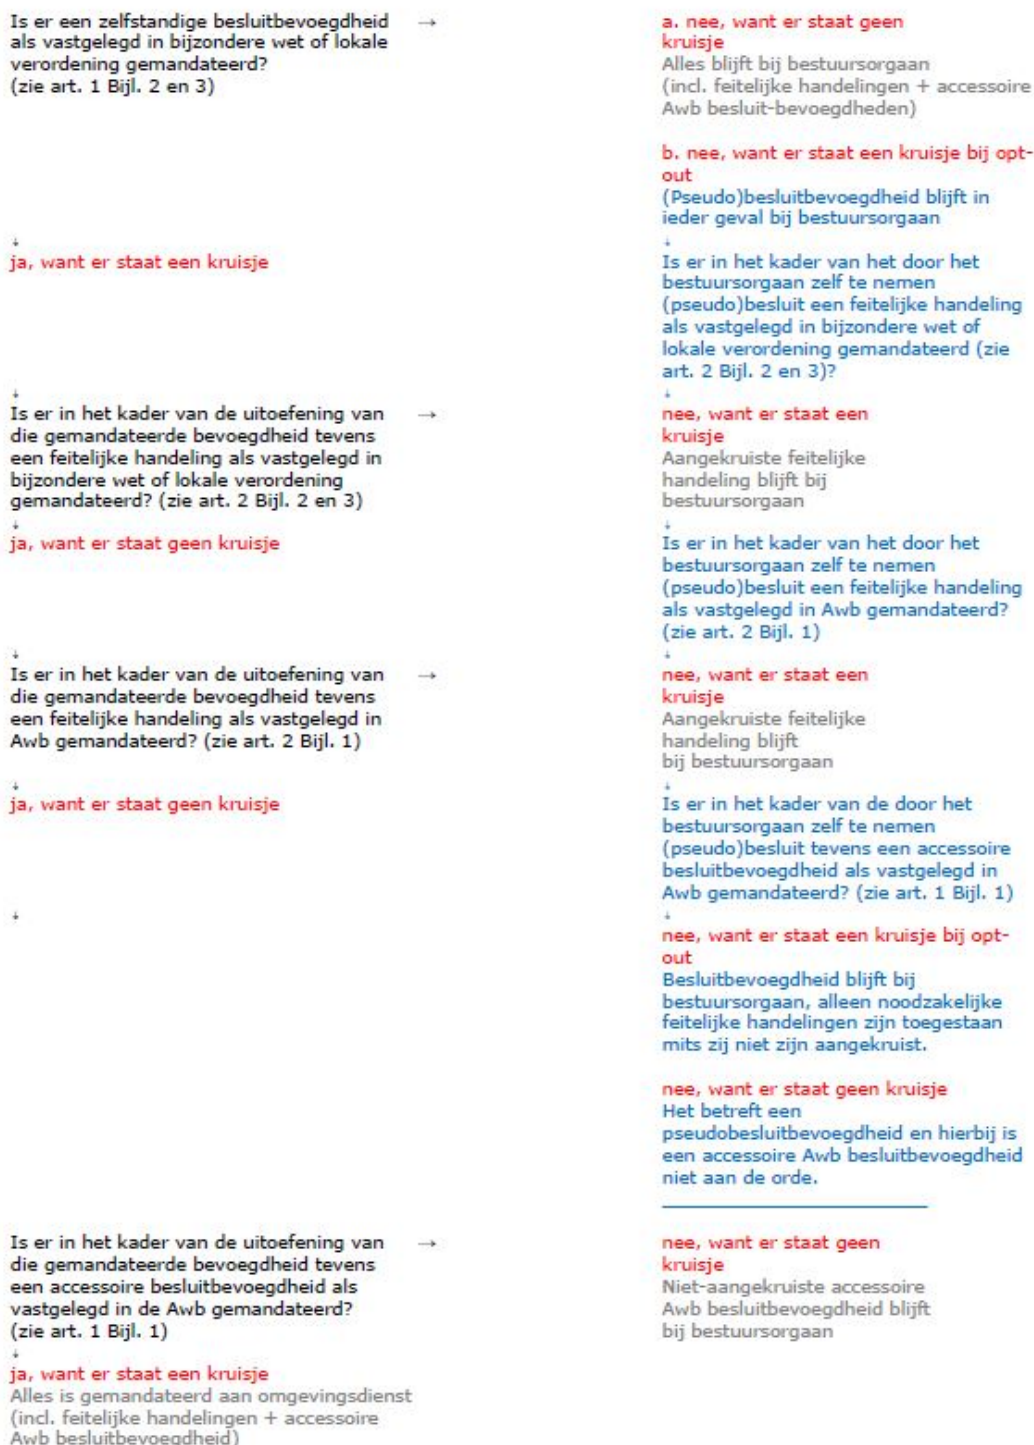 Is er een zelfstandige besluitbevoegdheid →
als vastgelegd in bijzondere wet of lokale
verordening gemandateerd?
(zie art. 1 Bijl. 2 en 3)
a. nee, want er staat geen
kruisje
Alles blijft bij bestuursorgaan
(incl. feitelijke handelingen + accessoire
Awb besluit-bevoegdheden)
b. nee, want er staat een kruisje bij opt-
out
(Pseudo)besluitbevoegdheid blijft in
ieder geval bij bestuursorgaan
↓
ja, want er staat een kruisje
↓
Is er in het kader van het door het
bestuursorgaan zelf te nemen
(pseudo)besluit een feitelijke handeling
als vastgelegd in bijzondere wet of
lokale verordening gemandateerd (zie
art. 2 Bijl. 2 en 3)?
↓
Is er in het kader van de uitoefening van →
die gemandateerde bevoegdheid tevens
een feitelijke handeling als vastgelegd in
bijzondere wet of lokale verordening
gemandateerd? (zie art. 2 Bijl. 2 en 3)
↓
nee, want er staat een
kruisje
Aangekruiste feitelijke
handeling blijft bij
bestuursorgaan
↓
ja, want er staat geen kruisje
↓
Is er in het kader van het door het
bestuursorgaan zelf te nemen
(pseudo)besluit een feitelijke handeling
als vastgelegd in Awb gemandateerd?
(zie art. 2 Bijl. 1)
↓
Is er in het kader van de uitoefening van →
die gemandateerde bevoegdheid tevens
een feitelijke handeling als vastgelegd in
Awb gemandateerd? (zie art. 2 Bijl. 1)
↓
nee, want er staat een
kruisje
Aangekruiste feitelijke
handeling blijft
bij bestuursorgaan
↓
ja, want er staat geen kruisje
↓
Is er in het kader van de door het
bestuursorgaan zelf te nemen
(pseudo)besluit tevens een accessoire
besluitbevoegdheid als vastgelegd in
Awb gemandateerd? (zie art. 1 Bijl. 1)
↓
↓
nee, want er staat een kruisje bij opt-
out
Besluitbevoegdheid blijft bij
bestuursorgaan, alleen noodzakelijke
feitelijke handelingen zijn toegestaan
mits zij niet zijn aangekruist.
nee, want er staat geen kruisje
Het betreft een
pseudobesluitbevoegdheid en hierbij is
een accessoire Awb besluitbevoegdheid
niet aan de orde.
Is er in het kader van de uitoefening van →
die gemandateerde bevoegdheid tevens
een accessoire besluitbevoegdheid als
vastgelegd in de Awb gemandateerd?
(zie art. 1 Bijl. 1)
nee, want er staat geen
kruisje
Niet-aangekruiste accessoire
Awb besluitbevoegdheid blijft
bij bestuursorgaan
↓
ja, want er staat een kruisje
Alles is gemandateerd aan omgevingsdienst
(incl. feitelijke handelingen + accessoire
Awb besluitbevoegdheid)